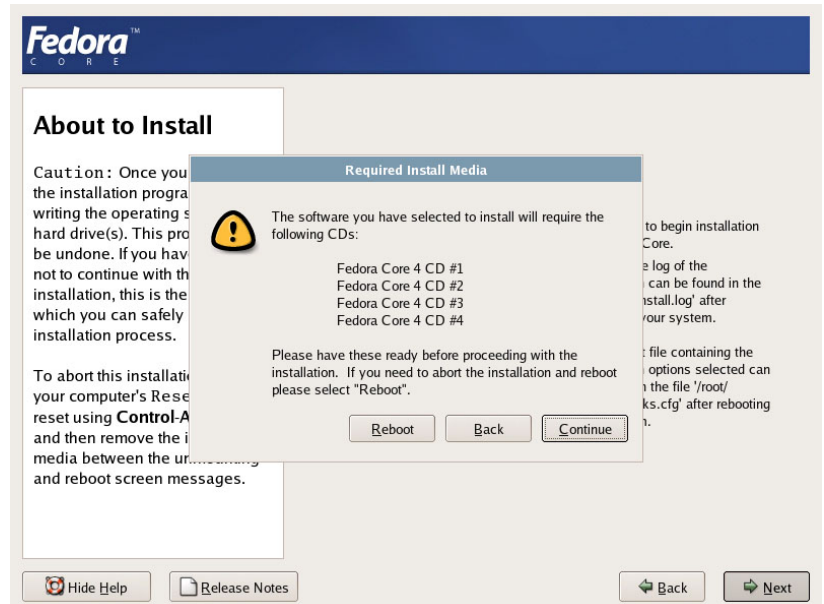 Fedora™
CORE
About to Install
Caution: Once you
the installation progra
writing the operating s
hard drive(s). This pro
be undone. If you hav
not to continue with th
installation, this is the
which you can safely
installation process.
To abort this installati
your computer's Rese
reset using Control-A
and then remove the i
media between the unmounting
and reboot screen messages.
Required Install Media
The software you have selected to install will require the
following CDs:
Fedora Core 4 CD #1
Fedora Core 4 CD #2
Fedora Core 4 CD #3
Fedora Core 4 CD #4
Please have these ready before proceeding with the
installation. If you need to abort the installation and reboot
please select "Reboot".
Reboot
Back
Continue
to begin installation
Core.
e log of the
can be found in the
nstall.log' after
your system.
t file containing the
options selected can
n the file '/root/
ks.cfg' after rebooting
n.
Hide Help
Release Notes
Back
Next